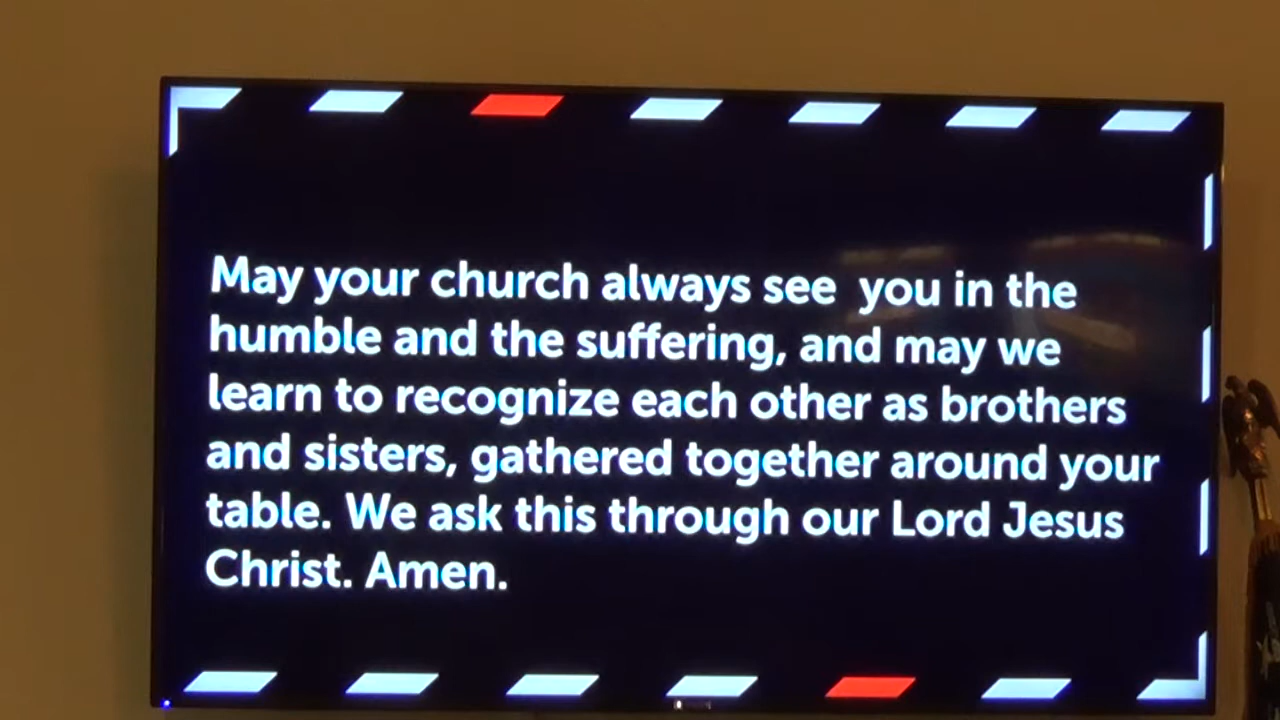 May your church always see you in the
humble and the suffering, and may we
learn to recognize each other as brothers
and sisters, gathered together around your
table. We ask this through our Lord Jesus
Christ. Amen.